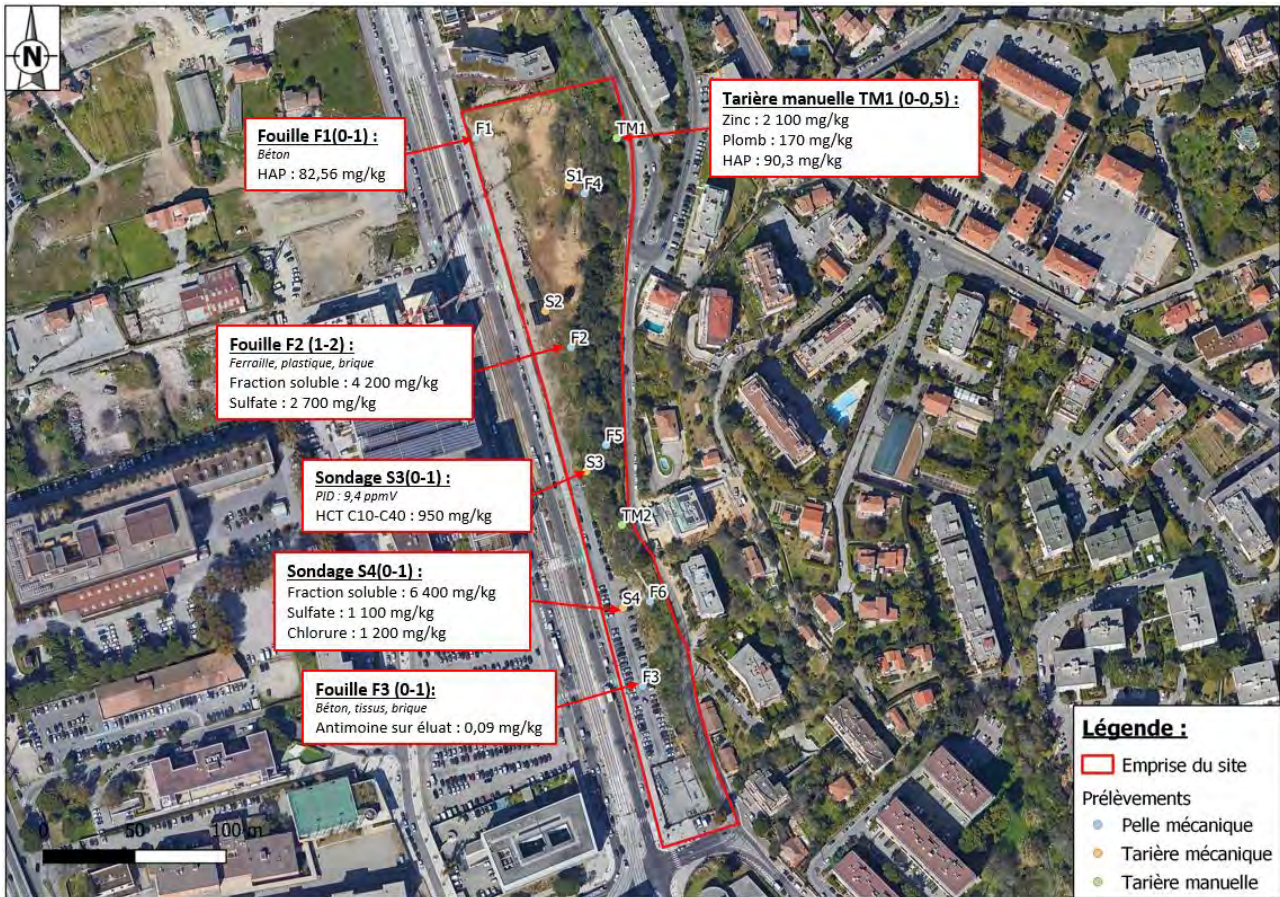 N
Fouille F1(0-1) :
Béton
HAP : 82,56 mg/kg
Tarière manuelle TM1 (0-0,5) :
Zinc : 2 100 mg/kg
Plomb : 170 mg/kg
HAP : 90,3 mg/kg
F1
TM1
S1
F4
S2
F2
Fouille F2 (1-2) :
Ferraille, plastique, brique
Fraction soluble : 4 200 mg/kg
Sulfate : 2 700 mg/kg
F5
S3
Sondage S3(0-1) :
PID : 9,4 ppmV
HCT C10-C40 : 950 mg/kg
TM2
Sondage S4(0-1) :
Fraction soluble : 6 400 mg/kg
Sulfate : 1 100 mg/kg
Chlorure : 1 200 mg/kg
F6
S4
F3
Fouille F3 (0-1):
Béton, tissus, brique
Antimoine sur éluat : 0,09 mg/kg
Légende :
Emprise du site
Prélèvements
Pelle mécanique
Tarière mécanique
Tarière manuelle
0 50 100 m